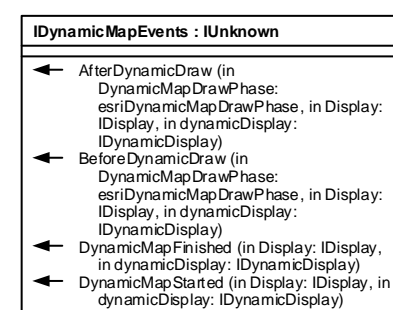 IDynamicMapEvents : IUnknown
AfterDynamicDraw (in
DynamicMapDrawPhase:
esriDynamicMapDrawPhase, in Display:
IDisplay, in dynamicDisplay:
IDynamicDisplay)
BeforeDynamicDraw (in
DynamicMapDrawPhase:
esriDynamicMapDrawPhase, in Display:
IDisplay, in dynamicDisplay:
IDynamicDisplay)
DynamicMapFinished (in Display: IDisplay,
in dynamicDisplay: IDynamicDisplay)
DynamicMapStarted (in Display: IDisplay, in
dynamicDisplay: IDynamicDisplay)